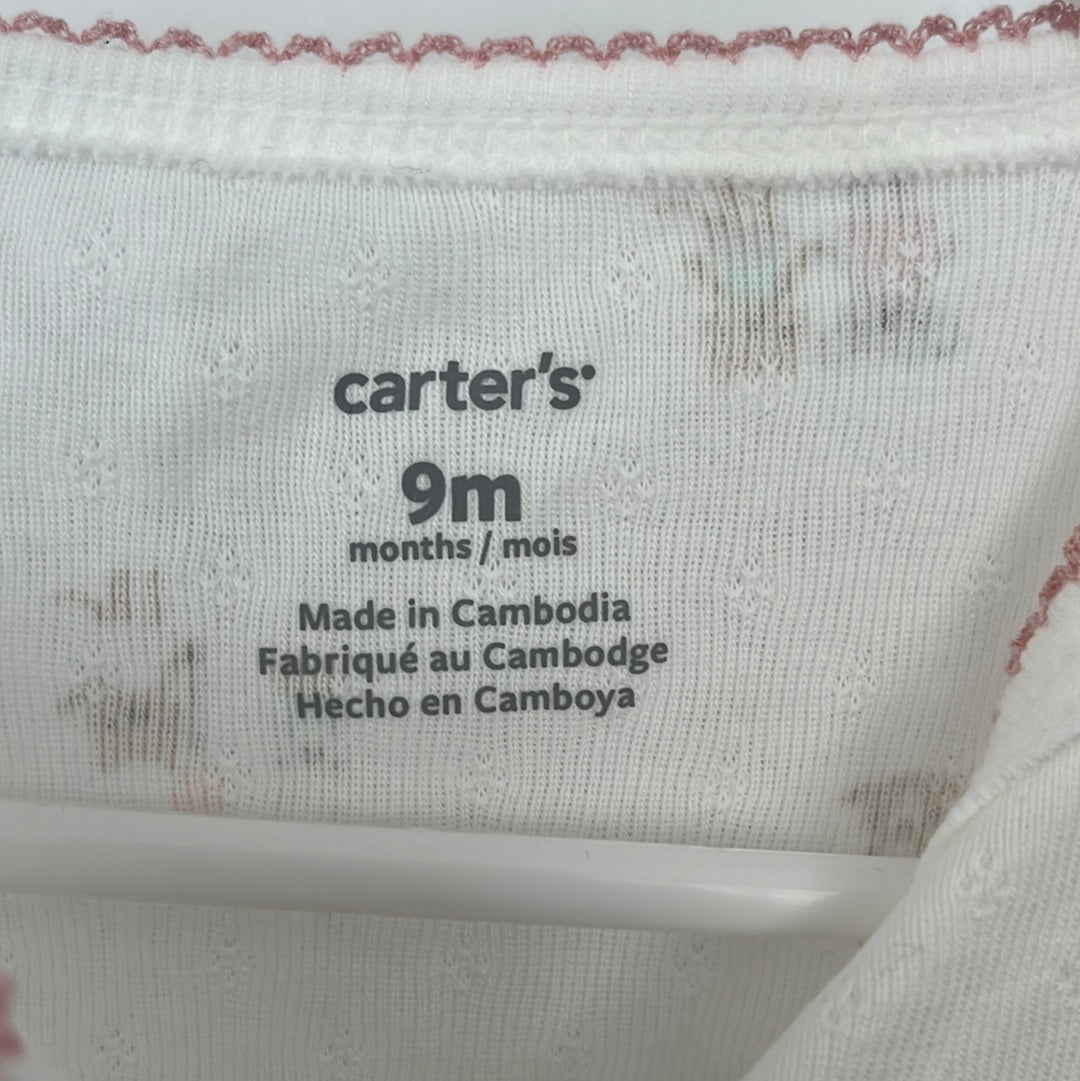 carter's
9m
months / mois
Made in Cambodia
Fabriqué au Cambodge
Hecho en Camboya